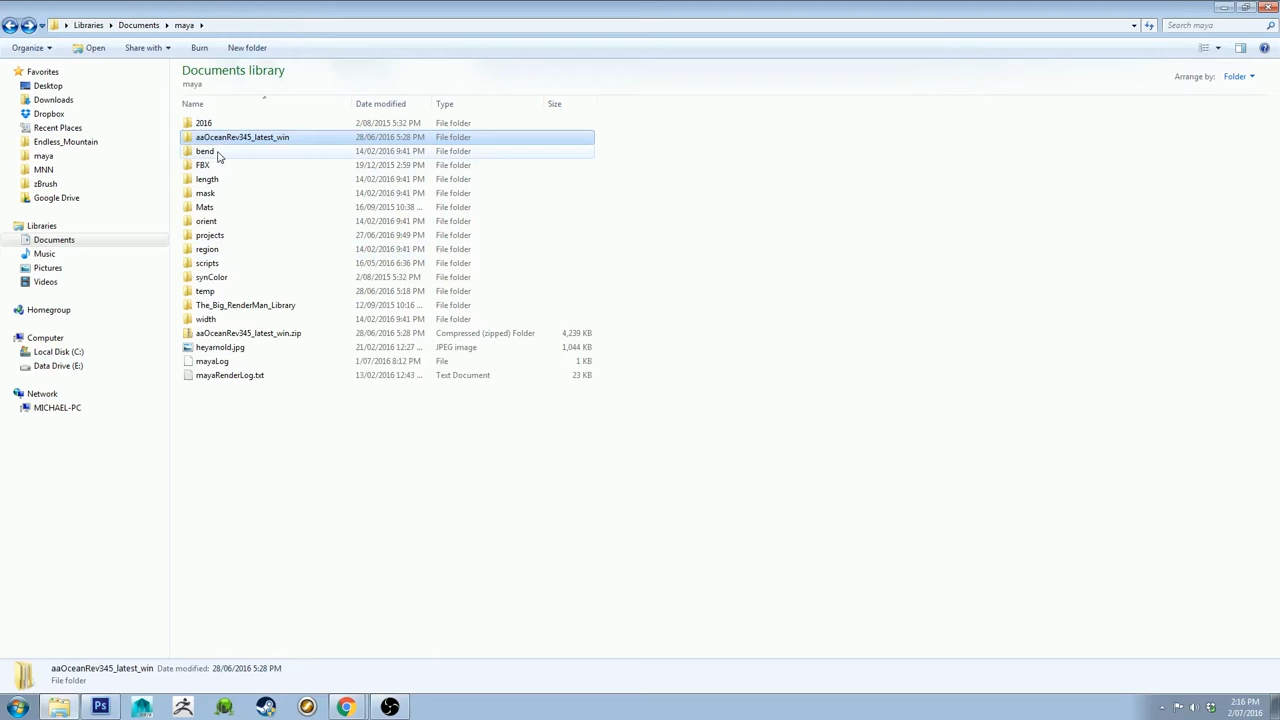 Libraries Documents maya Search maya
Organize Open Share with Burn New folder
Favorites
Desktop
Downloads
Dropbox
Recent Places
Endless_Mountain
maya
MNN
zBrush
Google Drive
Libraries
Documents
Music
Pictures
Videos
Homegroup
Computer
Local Disk (C:)
Data Drive (E:)
Network
MICHAEL-PC
Documents library
maya
Arrange by: Folder
Name Date modified Type Size
2016 2/08/2015 5:32 PM File folder
aaOceanRev345_latest_win 28/06/2016 5:28 PM File folder
bend 14/02/2016 9:41 PM File folder
FBX 19/12/2015 2:59 PM File folder
length 14/02/2016 9:41 PM File folder
mask 14/02/2016 9:41 PM File folder
Mats 16/09/2015 10:38 ... File folder
orient 14/02/2016 9:41 PM File folder
projects 27/06/2016 9:49 PM File folder
region 14/02/2016 9:41 PM File folder
scripts 16/05/2016 6:36 PM File folder
synColor 2/08/2015 5:32 PM File folder
temp 28/06/2016 5:18 PM File folder
The_Big_RenderMan_Library 12/09/2015 10:16 ... File folder
width 14/02/2016 9:41 PM File folder
aaOceanRev345_latest_win.zip 28/06/2016 5:28 PM Compressed (zipped) Folder 4,239 KB
heyarnold.jpg 21/02/2016 12:27 ... JPEG image 1,044 KB
mayaLog 1/07/2016 8:12 PM File 1 KB
mayaRenderLog.txt 13/02/2016 12:43 ... Text Document 23 KB
aaOceanRev345_latest_win Date modified: 28/06/2016 5:28 PM
File folder
2:16 PM
2/07/2016